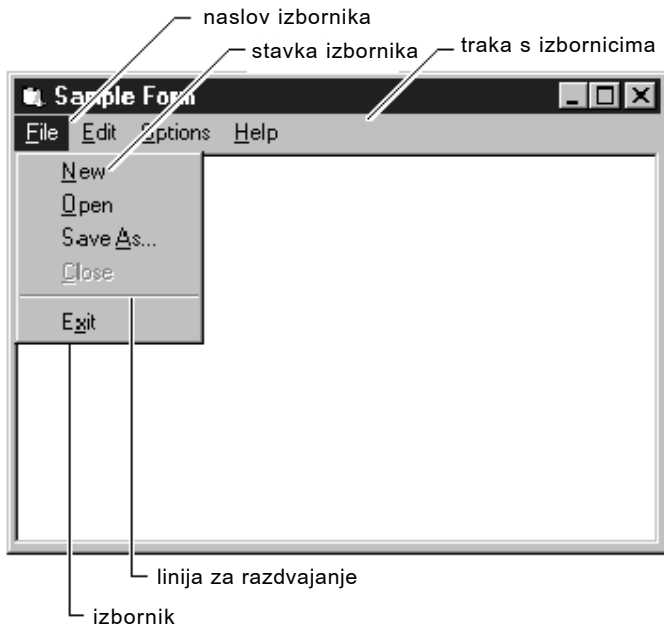 naslov izbornika
stavka izbornika
traka s izbornicima
Sample Form
File Edit Options Help
New
Open
Save As...
Close
Exit
linija za razdvajanje
izbornik